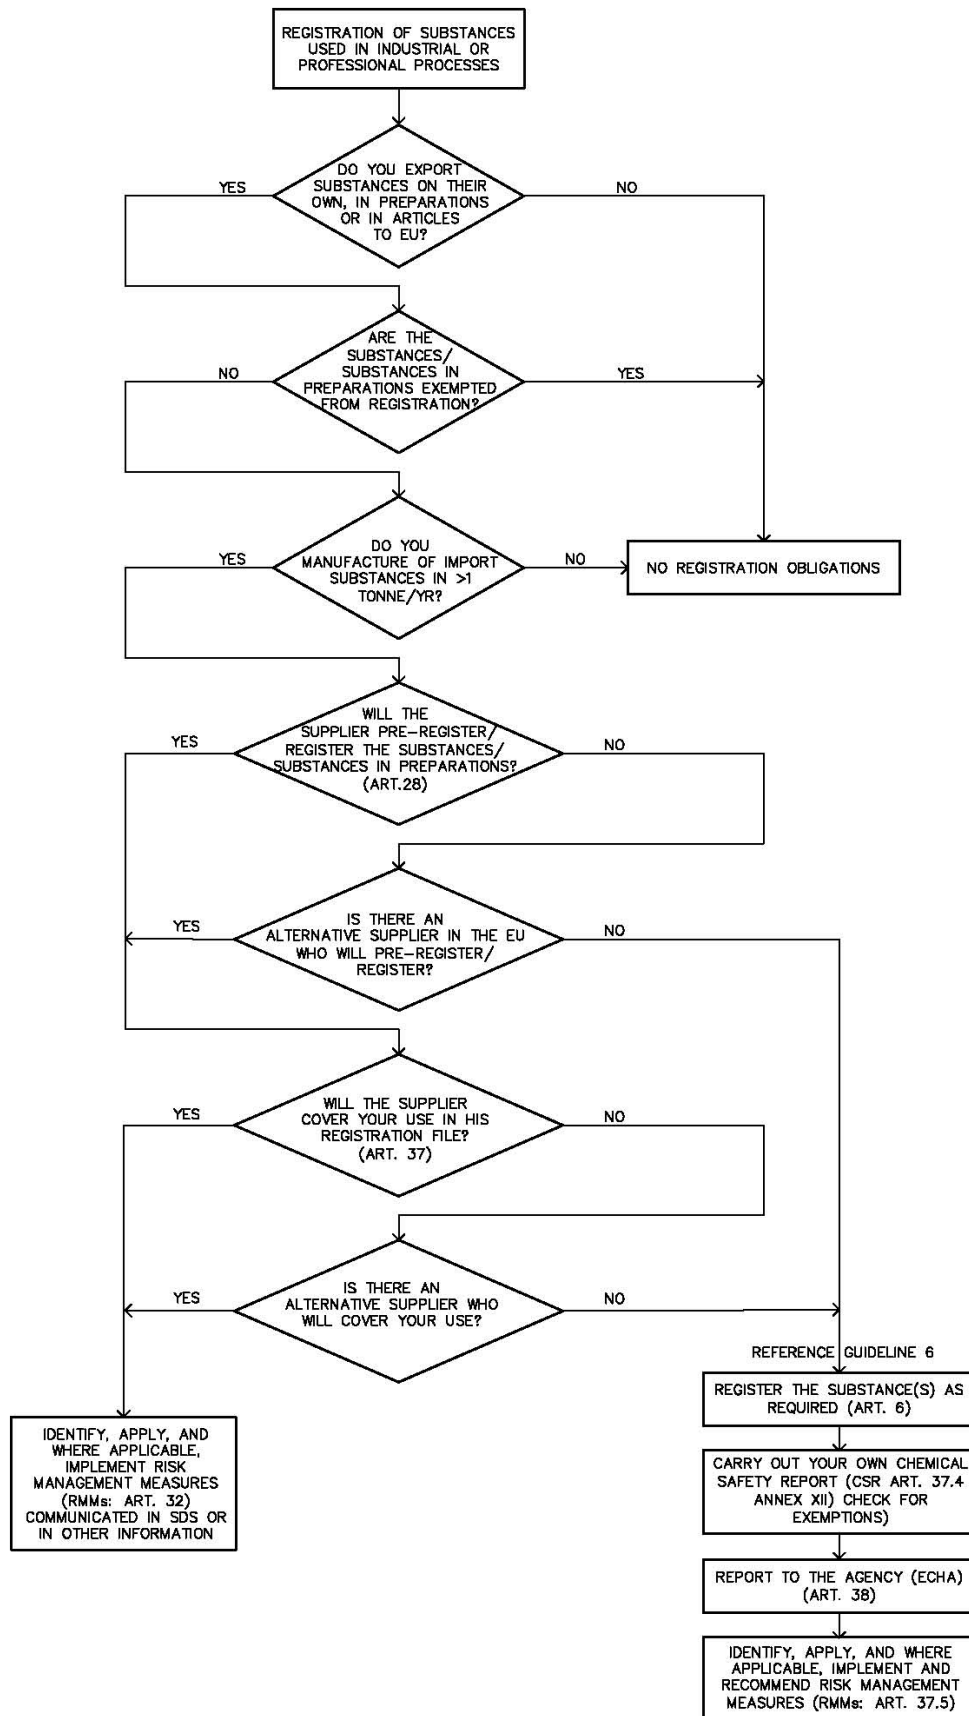 REGISTRATION OF SUBSTANCES
USED IN INDUSTRIAL OR
PROFESSIONAL PROCESSES
DO YOU EXPORT
SUBSTANCES ON THEIR
OWN, IN PREPARATIONS
OR IN ARTICLES
TO EU?
YES
NO
ARE THE
SUBSTANCES/
SUBSTANCES IN
PREPARATIONS EXEMPTED
FROM REGISTRATION?
NO
YES
DO YOU
MANUFACTURE OF IMPORT
SUBSTANCES IN >1
TONNE/YR?
YES
NO
NO REGISTRATION OBLIGATIONS
WILL THE
SUPPLIER PRE-REGISTER/
REGISTER THE SUBSTANCES/
SUBSTANCES IN PREPARATIONS?
(ART.28)
YES
NO
IS THERE AN
ALTERNATIVE SUPPLIER IN THE EU
WHO WILL PRE-REGISTER/
REGISTER?
YES
NO
WILL THE SUPPLIER
COVER YOUR USE IN HIS
REGISTRATION FILE?
(ART. 37)
YES
NO
IS THERE AN
ALTERNATIVE SUPPLIER WHO
WILL COVER YOUR USE?
YES
NO
REFERENCE GUIDELINE 6
REGISTER THE SUBSTANCE(S) AS
REQUIRED (ART. 6)
IDENTIFY, APPLY, AND
WHERE APPLICABLE,
IMPLEMENT RISK
MANAGEMENT MEASURES
(RMMs: ART. 32)
COMMUNICATED IN SDS OR
IN OTHER INFORMATION
CARRY OUT YOUR OWN CHEMICAL
SAFETY REPORT (CSR ART. 37.4
ANNEX XII) CHECK FOR
EXEMPTIONS)
REPORT TO THE AGENCY (ECHA)
(ART. 38)
IDENTIFY, APPLY, AND WHERE
APPLICABLE, IMPLEMENT AND
RECOMMEND RISK MANAGEMENT
MEASURES (RMMs: ART. 37.5)